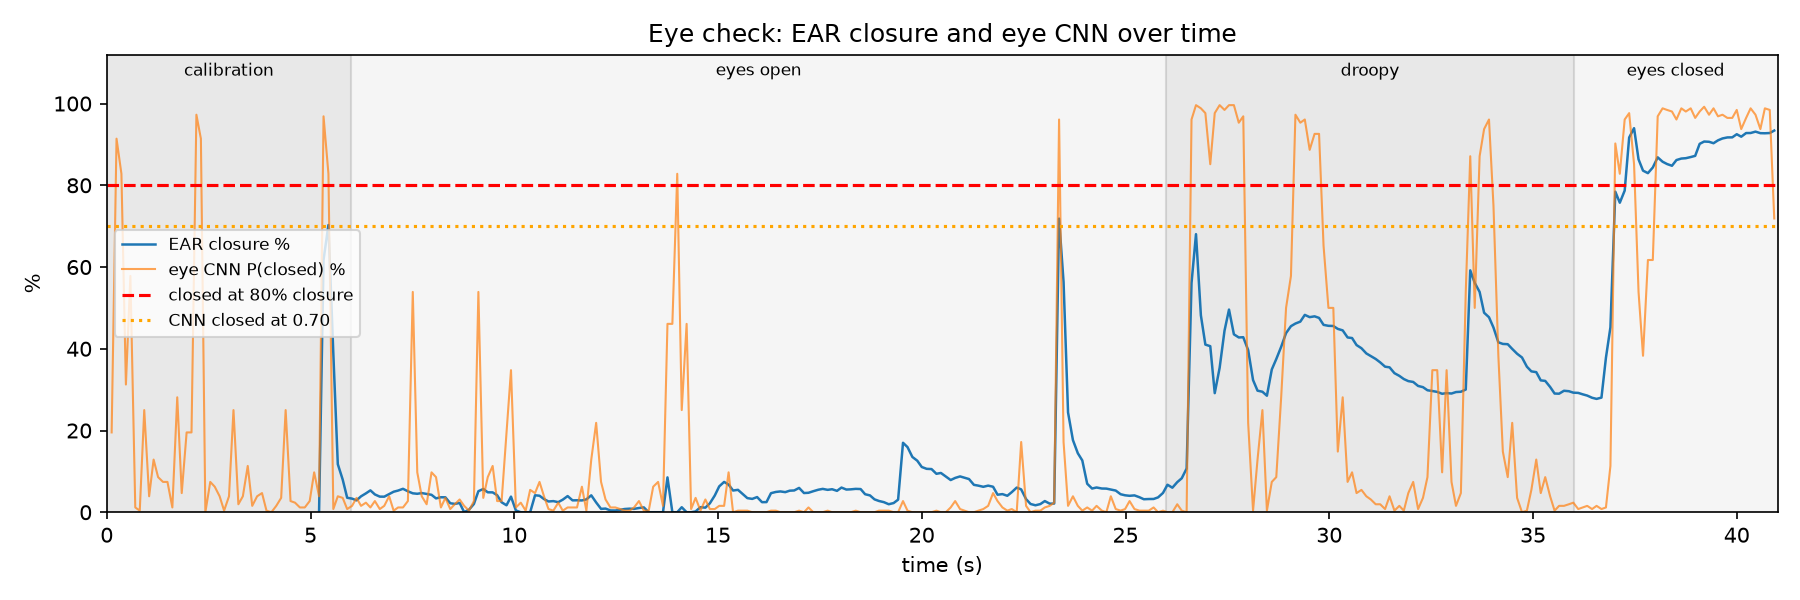 Eye check: EAR closure and eye CNN over time
calibration
eyes open
droopy
eyes closed
100
80
60
40
20
0
%
EAR closure %
eye CNN P(closed) %
closed at 80% closure
CNN closed at 0.70
0 5 10 15 20 25 30 35 40
time (s)